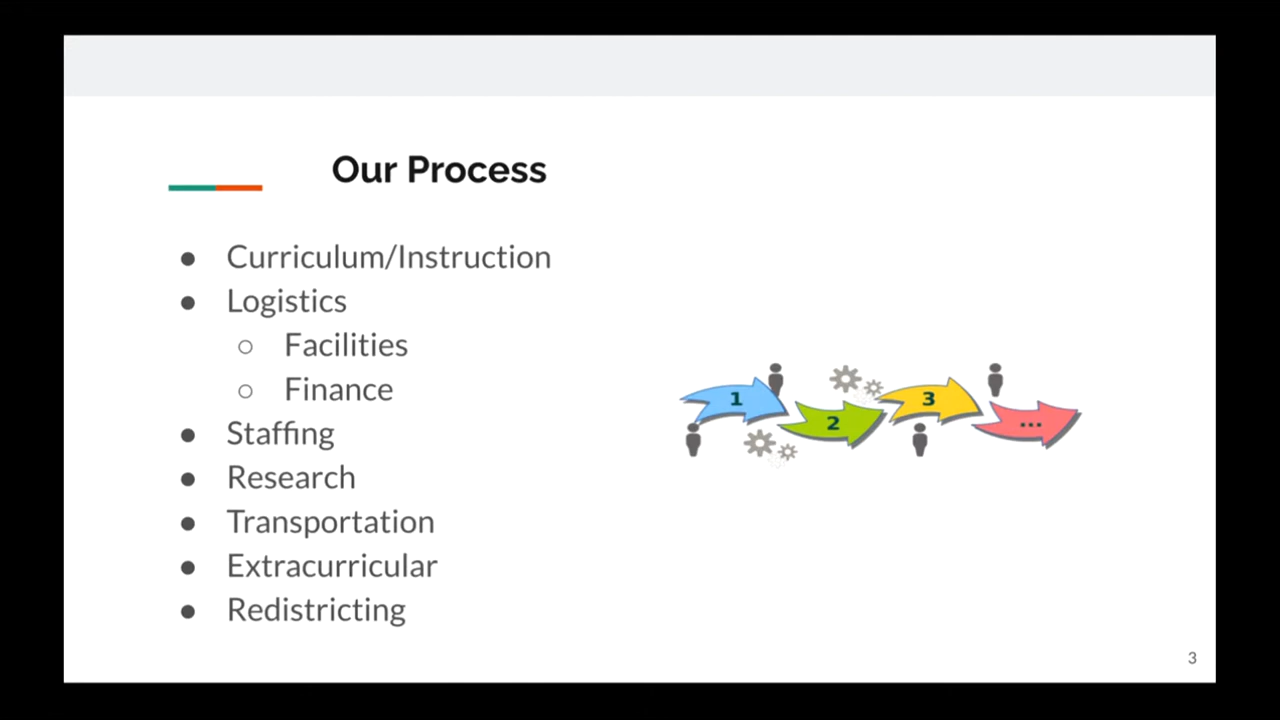 Our Process
● Curriculum/Instruction
● Logistics
○ Facilities
○ Finance
● Staffing
● Research
● Transportation
● Extracurricular
● Redistricting
1
2
3
...
3